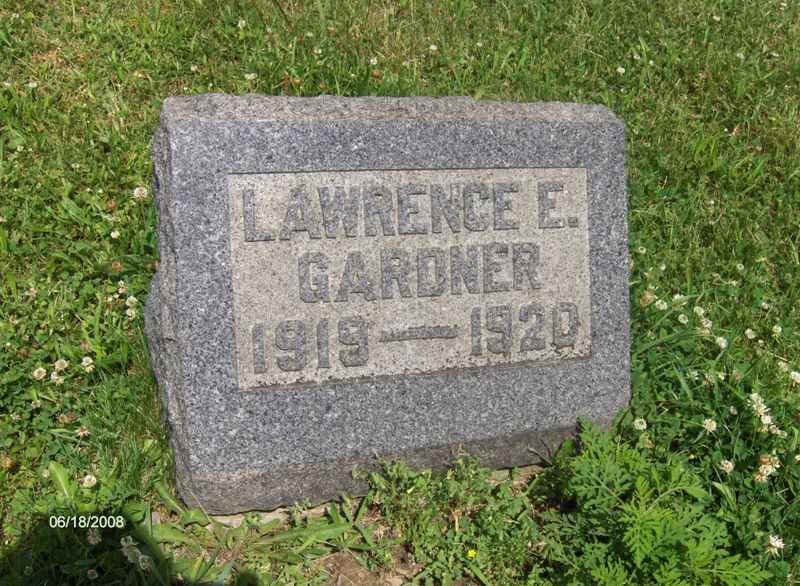 LAWRENCE E.
GARDNER
1919 — 1920
06/18/2008